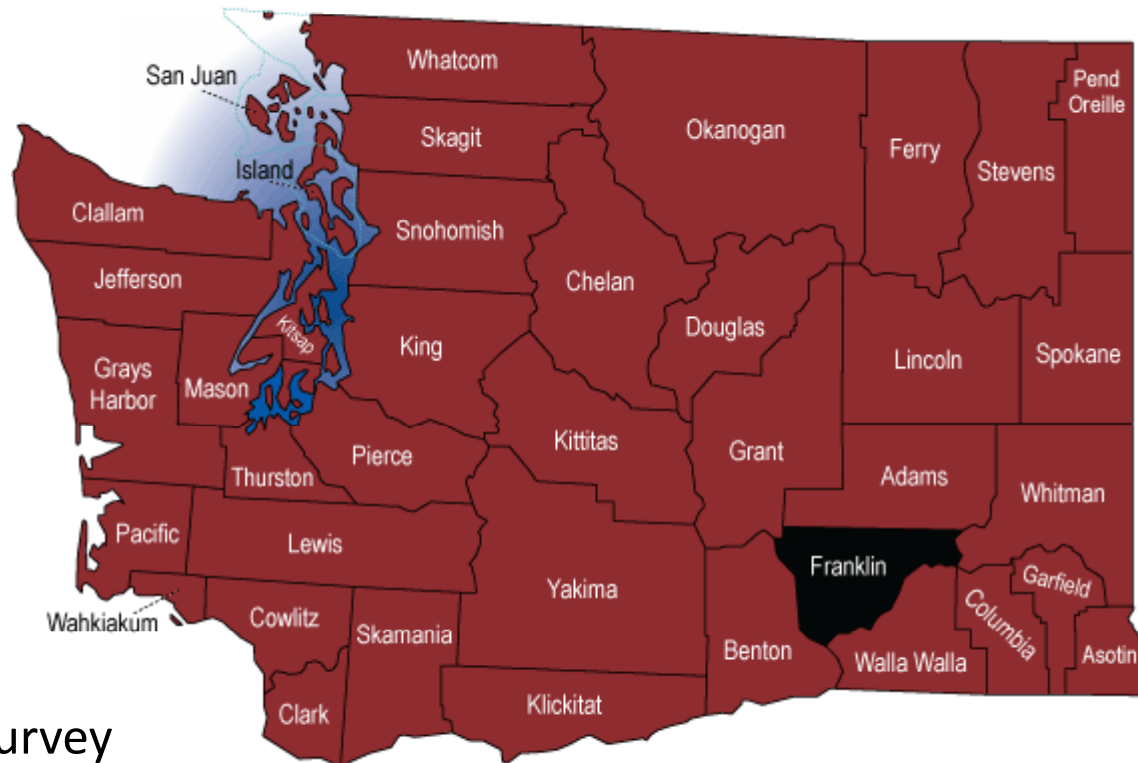 Whatcom
San Juan
Pend
Oreille
Okanogan
Skagit
Ferry
Island
Stevens
Clallam
Snohomish
Jefferson
Chelan
Kitsap
Douglas
King
Lincoln
Spokane
Grays
Harbor
Mason
Kittitas
Grant
Pierce
Thurston
Adams
Whitman
Pacific
Lewis
Franklin
Yakima
Garfield
Wahkiakum
Cowlitz
Columbia
Skamania
Benton
Walla Walla
Asotin
Clark
Klickitat
urvey